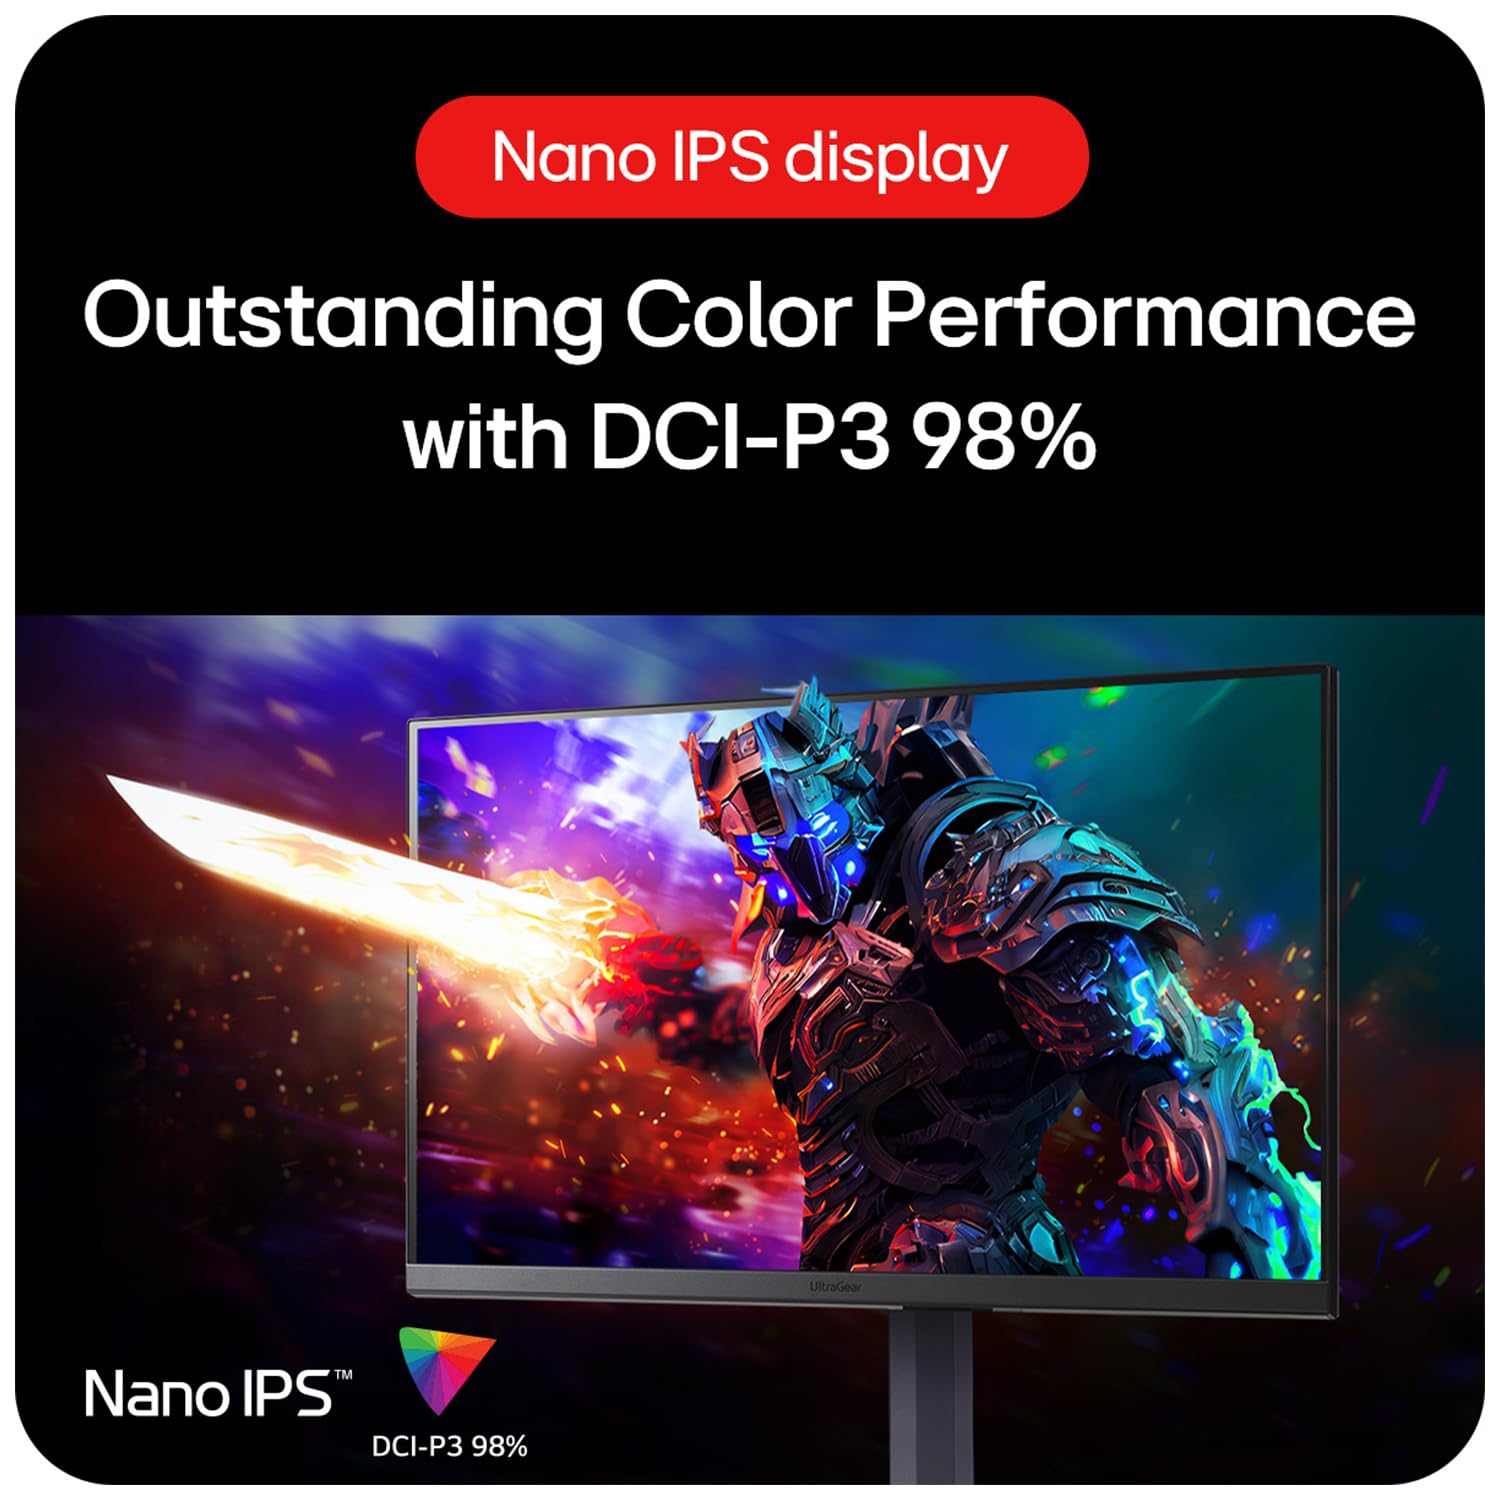 Nano IPS display
Outstanding Color Performance
with DCI-P3 98%
UltraGear
Nano IPS™
DCI-P3 98%